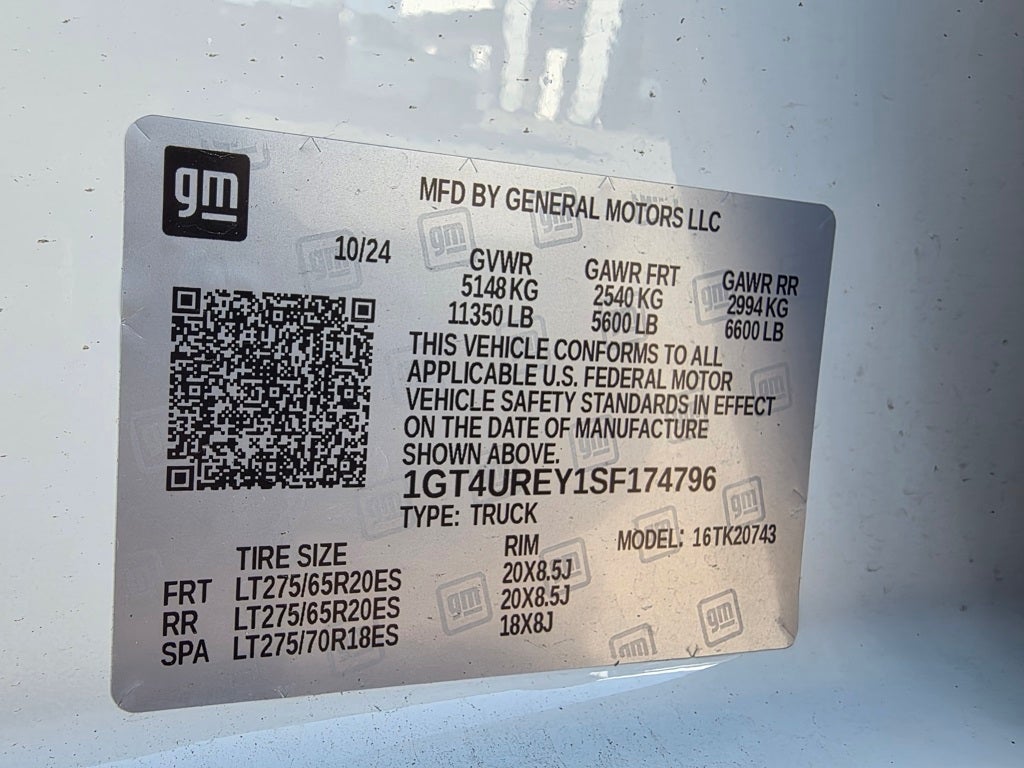 gm
MFD BY GENERAL MOTORS LLC
10/24 GVWR GAWR FRT GAWR RR
5148 KG 2540 KG 2994 KG
11350 LB 5600 LB 6600 LB
THIS VEHICLE CONFORMS TO ALL
APPLICABLE U.S. FEDERAL MOTOR
VEHICLE SAFETY STANDARDS IN EFFECT
ON THE DATE OF MANUFACTURE
SHOWN ABOVE.
1GT4UREY1SF174796
TYPE: TRUCK MODEL: 16TK20743
TIRE SIZE RIM
FRT LT275/65R20ES 20X8.5J
RR LT275/65R20ES 20X8.5J
SPA LT275/70R18ES 18X8J